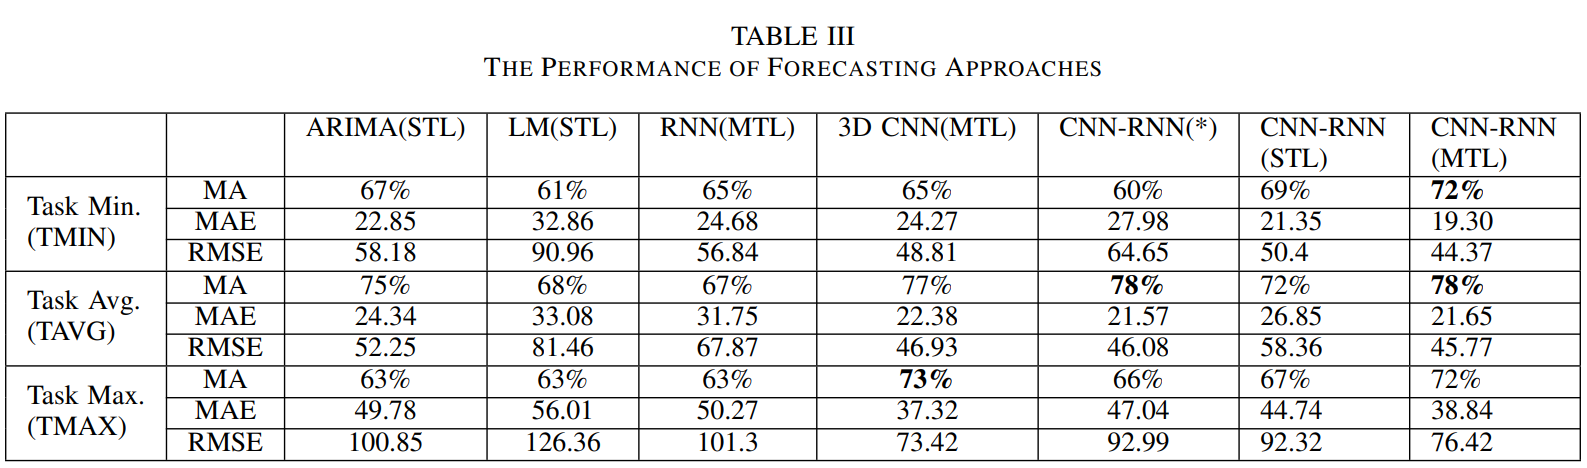 TABLE III
THE PERFORMANCE OF FORECASTING APPROACHES
ARIMA(STL) LM(STL) RNN(MTL) 3D CNN(MTL) CNN-RNN(*) CNN-RNN (STL) CNN-RNN (MTL)
Task Min. (TMIN) MA 67% 61% 65% 65% 60% 69% 72%
MAE 22.85 32.86 24.68 24.27 27.98 21.35 19.30
RMSE 58.18 90.96 56.84 48.81 64.65 50.4 44.37
Task Avg. (TAVG) MA 75% 68% 67% 77% 78% 72% 78%
MAE 24.34 33.08 31.75 22.38 21.57 26.85 21.65
RMSE 52.25 81.46 67.87 46.93 46.08 58.36 45.77
Task Max. (TMAX) MA 63% 63% 63% 73% 66% 67% 72%
MAE 49.78 56.01 50.27 37.32 47.04 44.74 38.84
RMSE 100.85 126.36 101.3 73.42 92.99 92.32 76.42